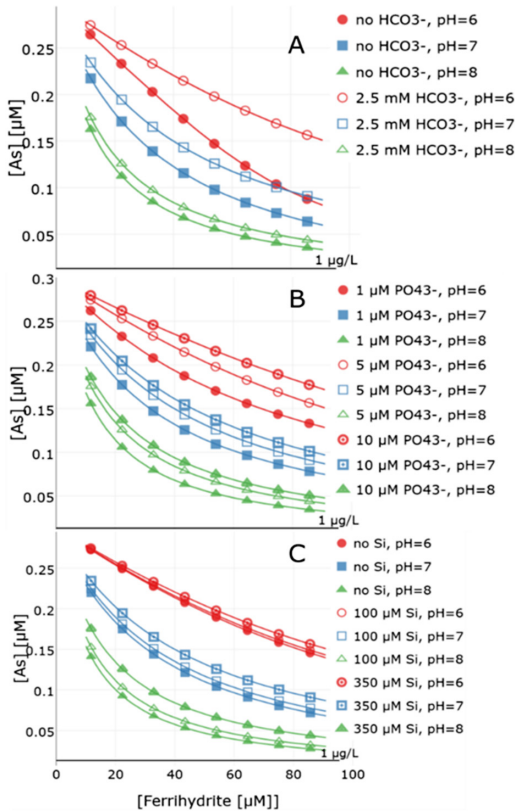 A
0.25
0.2
0.15
0.1
0.05
[As] [µM]
1 µg/L
no HCO3-, pH=6
no HCO3-, pH=7
no HCO3-, pH=8
2.5 mM HCO3-, pH=6
2.5 mM HCO3-, pH=7
2.5 mM HCO3-, pH=8
B
0.3
0.25
0.2
0.15
0.1
0.05
[As] [µM]
1 µg/L
1 µM PO43-, pH=6
1 µM PO43-, pH=7
1 µM PO43-, pH=8
5 µM PO43-, pH=6
5 µM PO43-, pH=7
5 µM PO43-, pH=8
10 µM PO43-, pH=6
10 µM PO43-, pH=7
10 µM PO43-, pH=8
C
0.25
0.2
0.15
0.1
0.05
[As] [µM]
1 µg/L
no Si, pH=6
no Si, pH=7
no Si, pH=8
100 µM Si, pH=6
100 µM Si, pH=7
100 µM Si, pH=8
350 µM Si, pH=6
350 µM Si, pH=7
350 µM Si, pH=8
0 20 40 60 80 100
[Ferrihydrite [µM]]